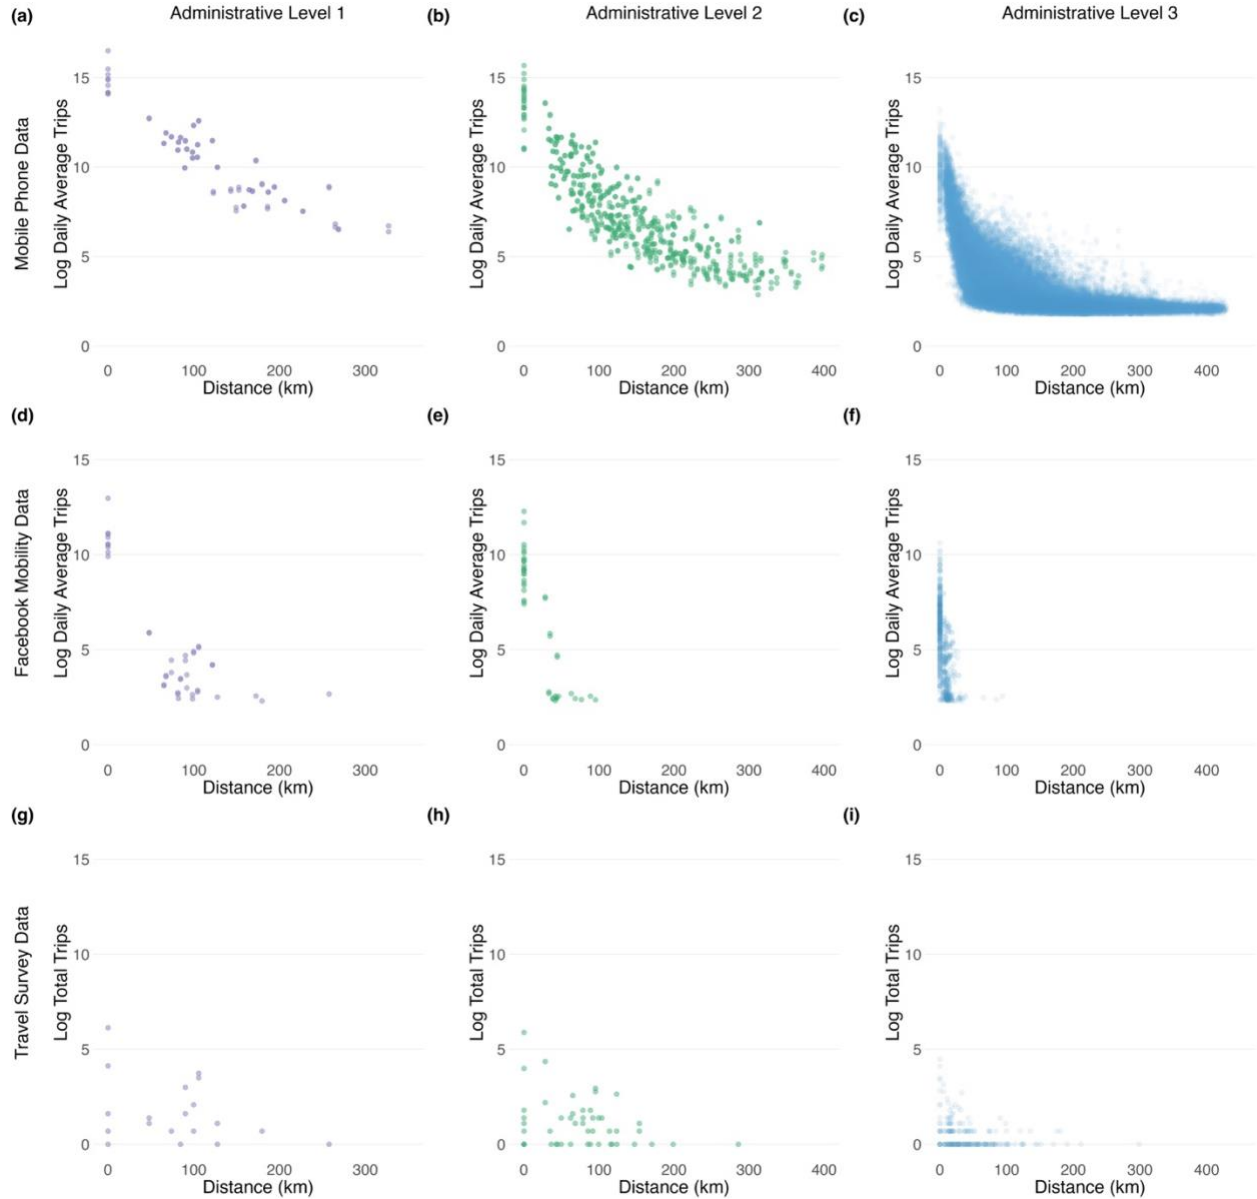 (a) Administrative Level 1 (b) Administrative Level 2 (c) Administrative Level 3
Mobile Phone Data
Log Daily Average Trips
15
10
5
0
0 100 200 300
Distance (km)
Log Daily Average Trips
15
10
5
0
0 100 200 300 400
Distance (km)
Log Daily Average Trips
15
10
5
0
0 100 200 300 400
Distance (km)
(d) (e) (f)
Facebook Mobility Data
Log Daily Average Trips
15
10
5
0
0 100 200 300
Distance (km)
Log Daily Average Trips
15
10
5
0
0 100 200 300 400
Distance (km)
Log Daily Average Trips
15
10
5
0
0 100 200 300 400
Distance (km)
(g) (h) (i)
Travel Survey Data
Log Total Trips
15
10
5
0
0 100 200 300
Distance (km)
Log Total Trips
15
10
5
0
0 100 200 300 400
Distance (km)
Log Total Trips
15
10
5
0
0 100 200 300 400
Distance (km)